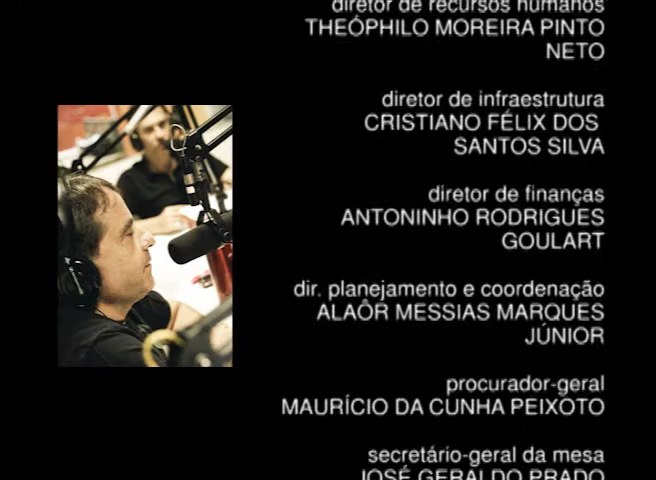 diretor de recursos humanos
THEÓPHILO MOREIRA PINTO
NETO
diretor de infraestrutura
CRISTIANO FÉLIX DOS
SANTOS SILVA
diretor de finanças
ANTONINHO RODRIGUES
GOULART
dir. planejamento e coordenação
ALAÔR MESSIAS MARQUES
JÚNIOR
procurador-geral
MAURÍCIO DA CUNHA PEIXOTO
secretário-geral da mesa
JOSÉ GERALDO PRADO